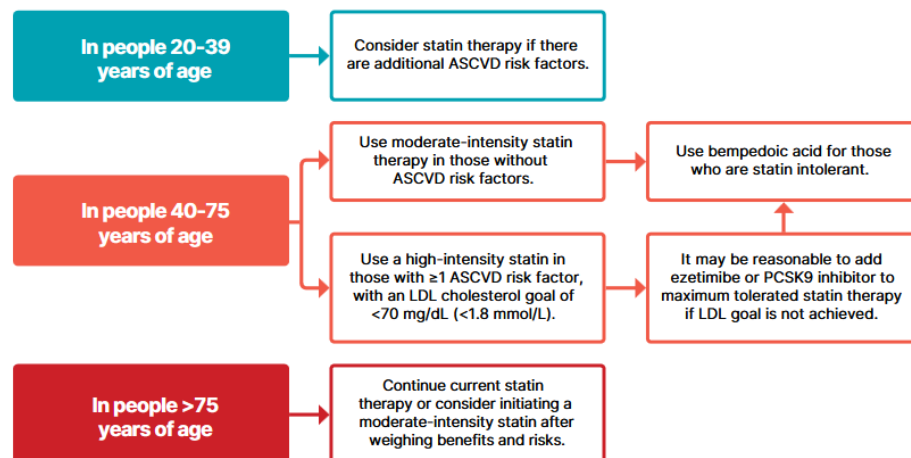 In people 20-39
years of age
Consider statin therapy if there
are additional ASCVD risk factors.
In people 40-75
years of age
Use moderate-intensity statin
therapy in those without
ASCVD risk factors.
Use bempedoic acid for those
who are statin intolerant.
Use a high-intensity statin in
those with ≥1 ASCVD risk factor,
with an LDL cholesterol goal of
<70 mg/dL (<1.8 mmol/L).
It may be reasonable to add
ezetimibe or PCSK9 inhibitor to
maximum tolerated statin therapy
if LDL goal is not achieved.
In people >75
years of age
Continue current statin
therapy or consider initiating a
moderate-intensity statin after
weighing benefits and risks.